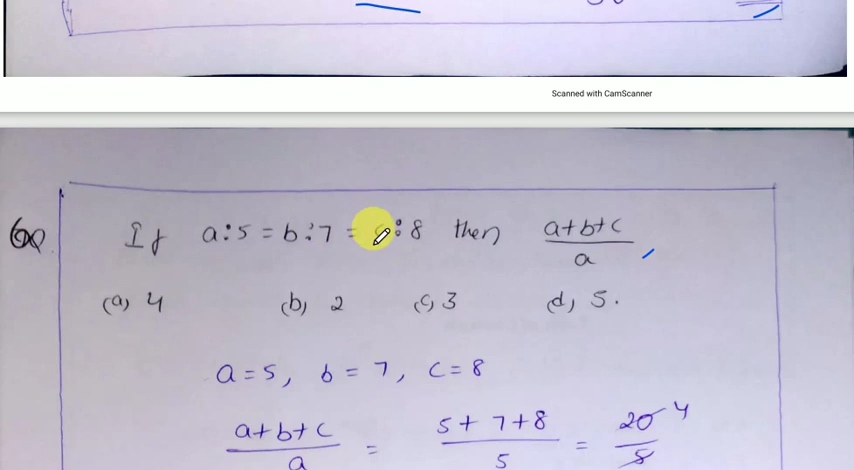 Scanned with CamScanner
If a:5 = b:7 = c:8 then a+b+c / a
(a) 4 (b) 2 (c) 3 (d) 5.
a = 5, b = 7, c = 8
a+b+c / a = 5+7+8 / 5 = 20 / 5 4